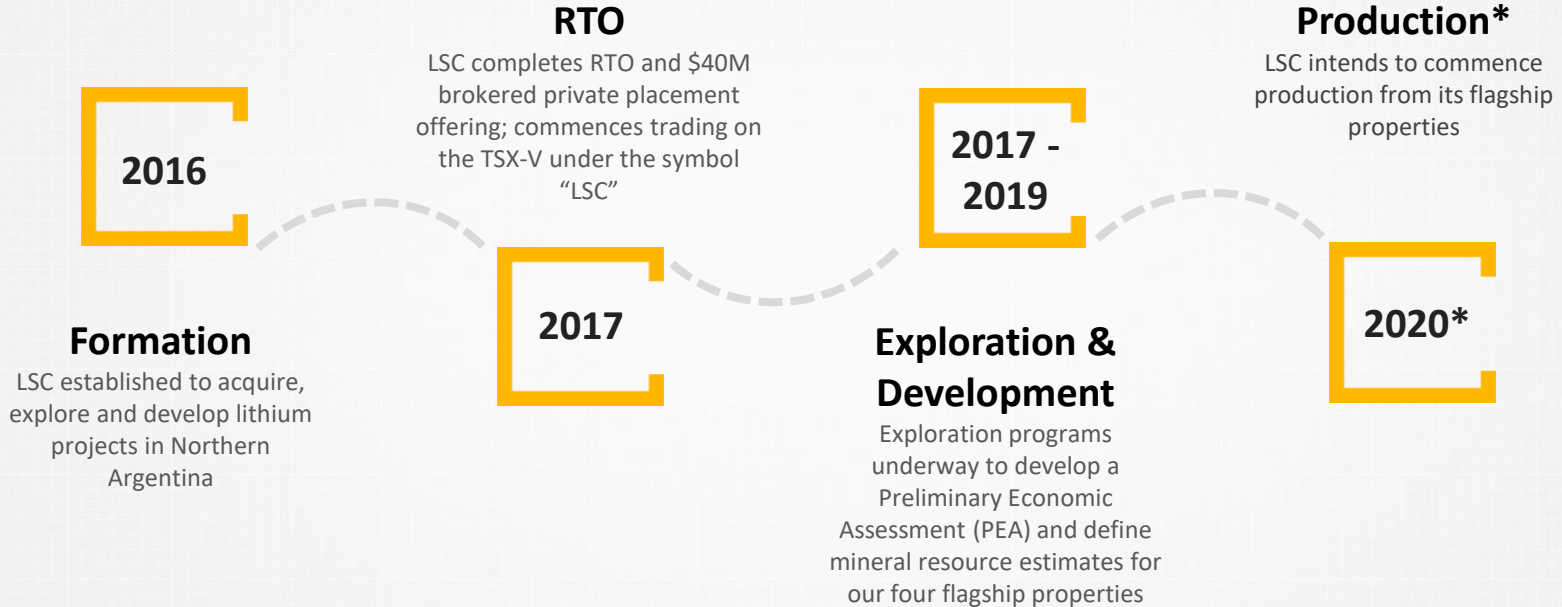 2016
Formation
LSC established to acquire,
explore and develop lithium
projects in Northern
Argentina
RTO
LSC completes RTO and $40M
brokered private placement
offering; commences trading on
the TSX-V under the symbol
“LSC”
2017
2017 -
2019
Exploration &
Development
Exploration programs
underway to develop a
Preliminary Economic
Assessment (PEA) and define
mineral resource estimates for
our four flagship properties
Production*
LSC intends to commence
production from its flagship
properties
2020*